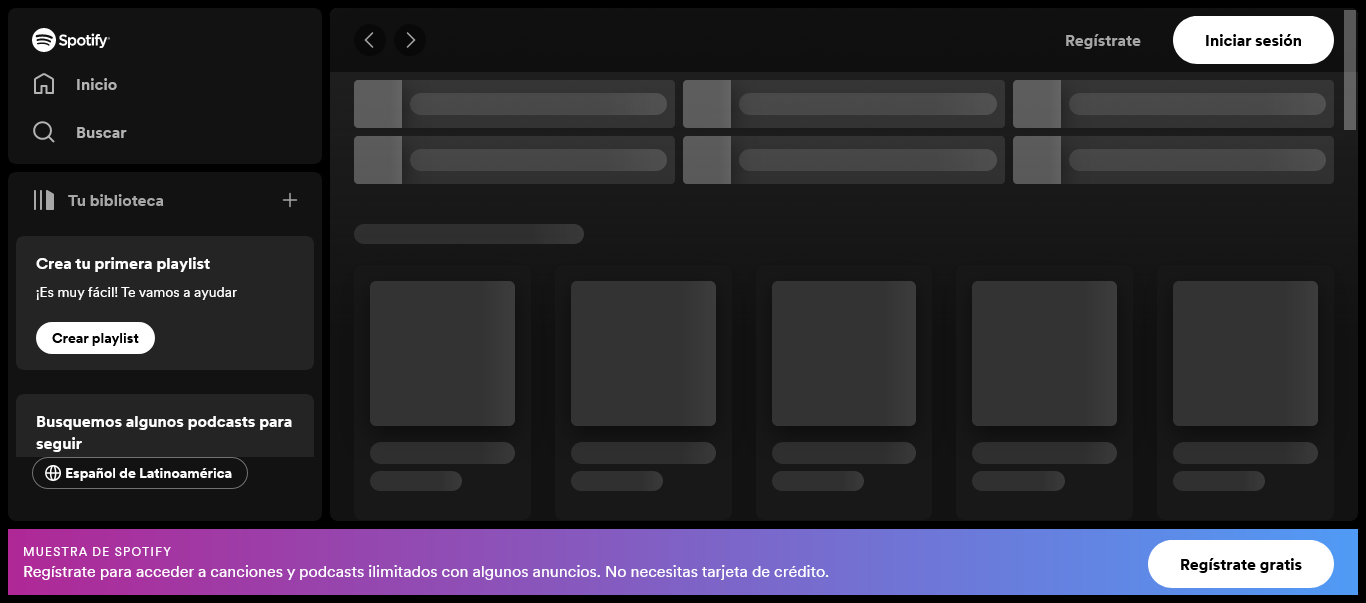 Spotify
Inicio
Buscar
Tu biblioteca
Crea tu primera playlist
¡Es muy fácil! Te vamos a ayudar
Crear playlist
Busquemos algunos podcasts para
seguir
Español de Latinoamérica
Regístrate
Iniciar sesión
MUESTRA DE SPOTIFY
Regístrate para acceder a canciones y podcasts ilimitados con algunos anuncios. No necesitas tarjeta de crédito.
Regístrate gratis